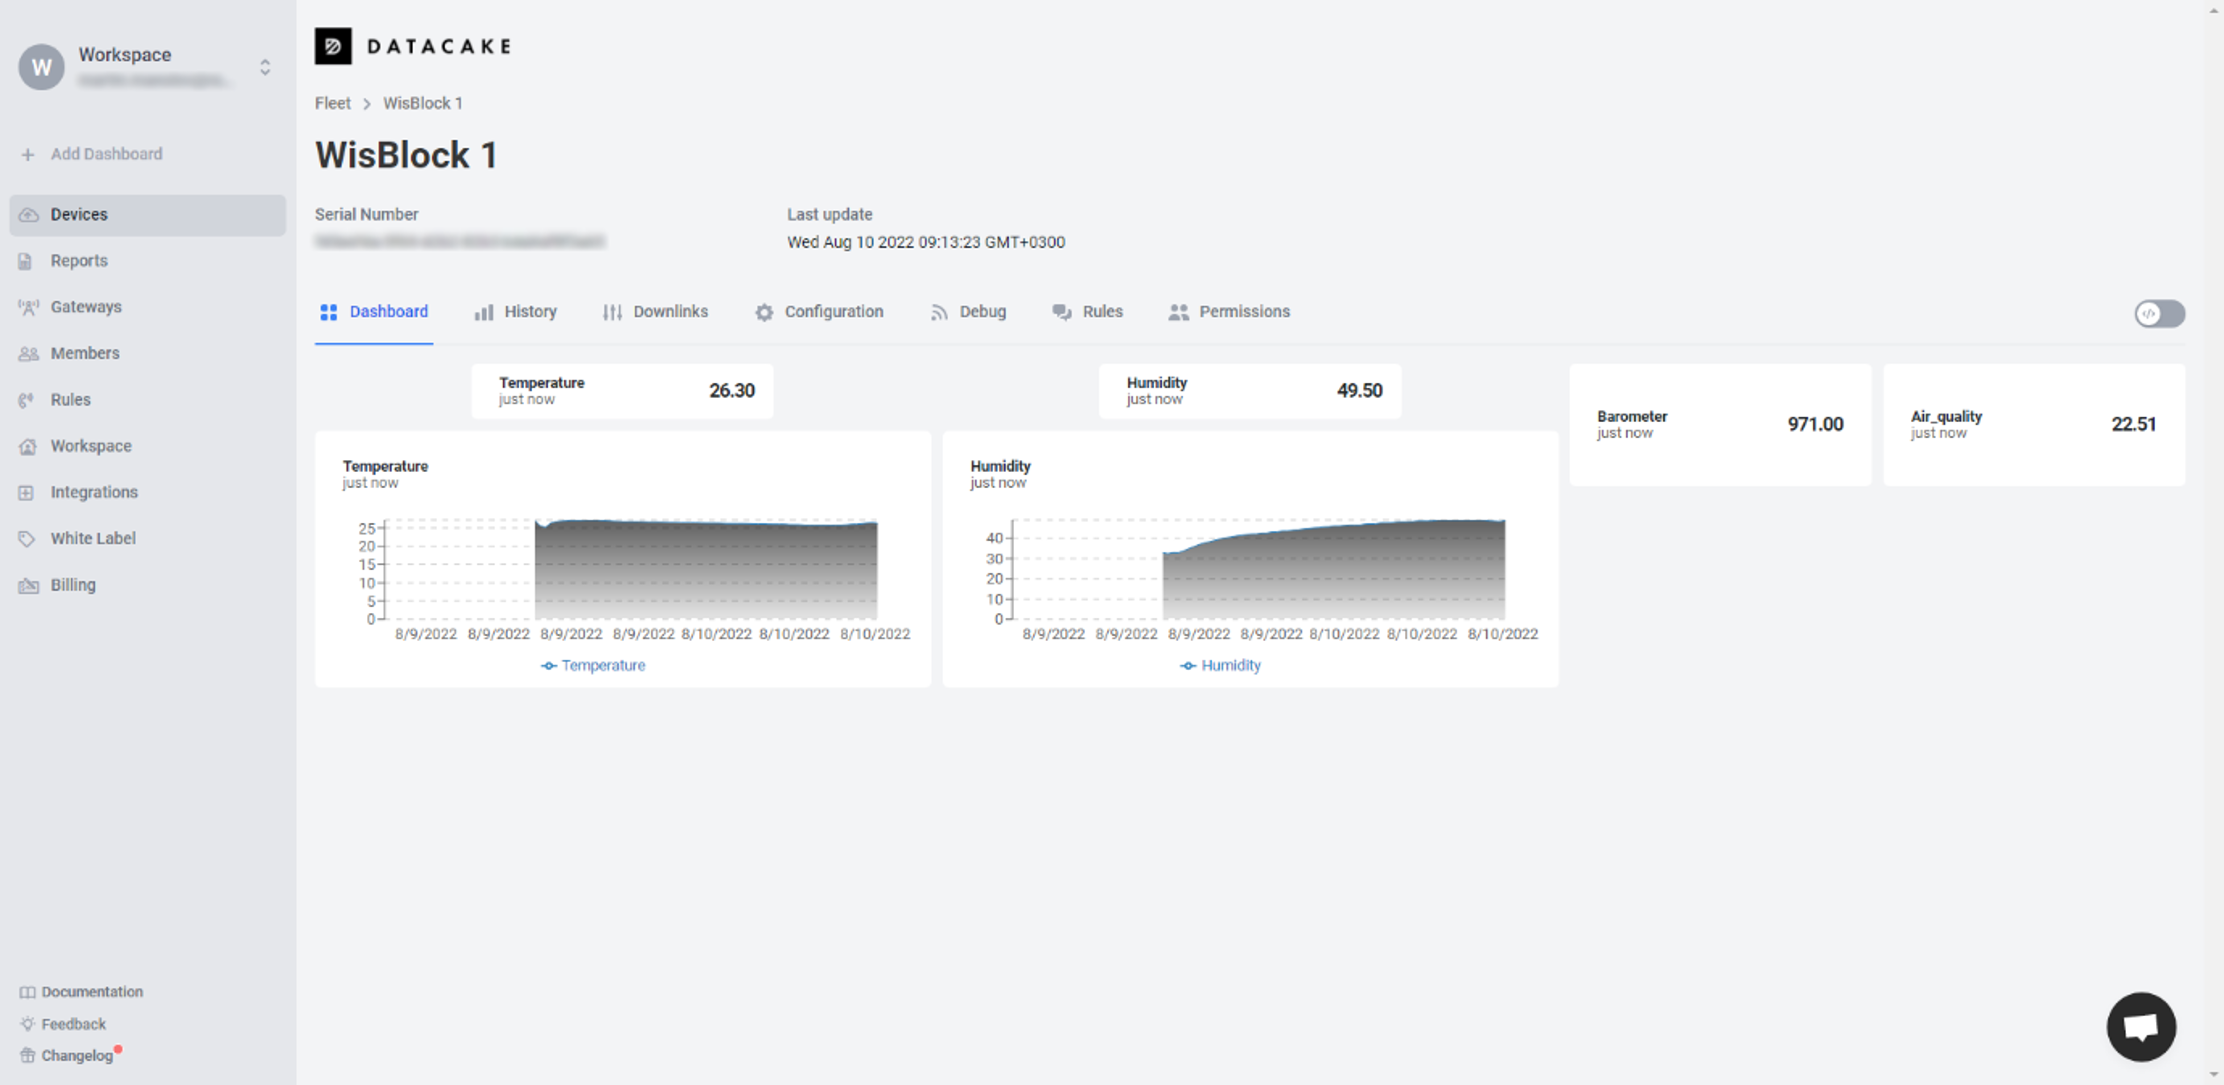 W
Workspace
Add Dashboard
Devices
Reports
Gateways
Members
Rules
Workspace
Integrations
White Label
Billing
Documentation
Feedback
Changelog
DATACAKE
Fleet > WisBlock 1
WisBlock 1
Serial Number
Last update
Wed Aug 10 2022 09:13:23 GMT+0300
Dashboard History Downlinks Configuration Debug Rules Permissions
Temperature
just now
26.30
Humidity
just now
49.50
Barometer
just now
971.00
Air_quality
just now
22.51
Temperature
just now
25
20
15
10
5
0
8/9/2022 8/9/2022 8/9/2022 8/9/2022 8/10/2022 8/10/2022 8/10/2022
Temperature
Humidity
just now
40
30
20
10
0
8/9/2022 8/9/2022 8/9/2022 8/9/2022 8/10/2022 8/10/2022 8/10/2022
Humidity